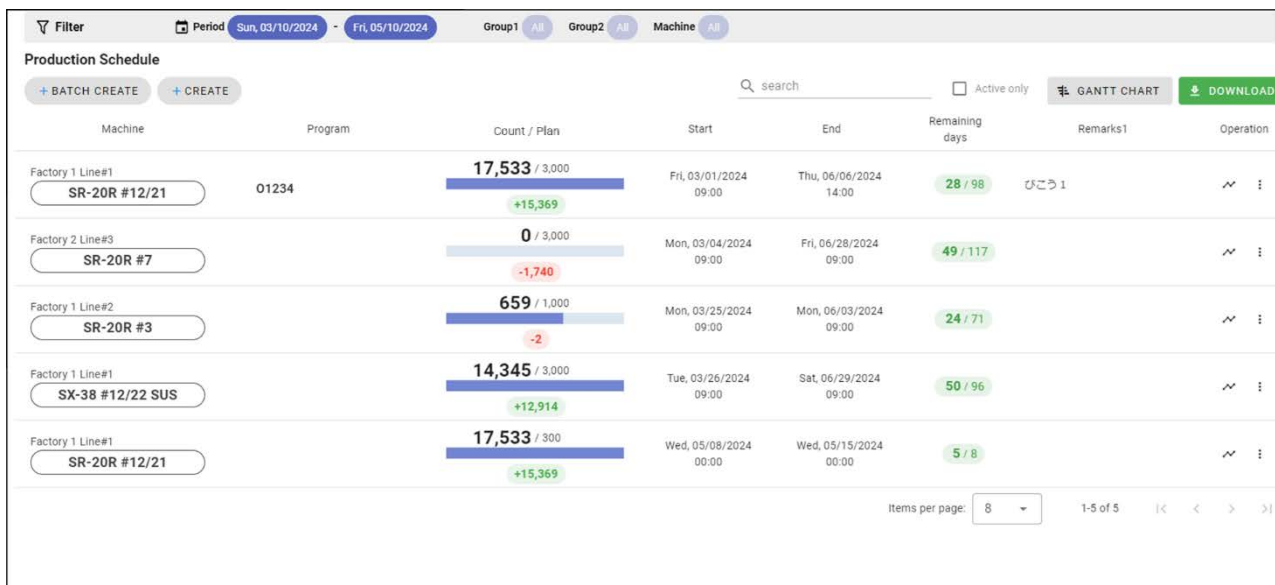 Filter Period Sun, 03/10/2024 - Fri, 05/10/2024 Group1 All Group2 All Machine All
Production Schedule
+ BATCH CREATE + CREATE search Active only GANTT CHART DOWNLOAD
Machine Program Count / Plan Start End Remaining days Remarks1 Operation
Factory 1 Line#1
SR-20R #12/21 O1234
17,533 / 3,000
+15,369
Fri, 03/01/2024
09:00
Thu, 06/06/2024
14:00
28 / 98 びこう 1
Factory 2 Line#3
SR-20R #7
0 / 3,000
-1,740
Mon, 03/04/2024
09:00
Fri, 06/28/2024
09:00
49 / 117
Factory 1 Line#2
SR-20R #3
659 / 1,000
-2
Mon, 03/25/2024
09:00
Mon, 06/03/2024
09:00
24 / 71
Factory 1 Line#1
SX-38 #12/22 SUS
14,345 / 3,000
+12,914
Tue, 03/26/2024
09:00
Sat, 06/29/2024
09:00
50 / 96
Factory 1 Line#1
SR-20R #12/21
17,533 / 300
+15,369
Wed, 05/08/2024
00:00
Wed, 05/15/2024
00:00
5 / 8
Items per page: 8 1-5 of 5